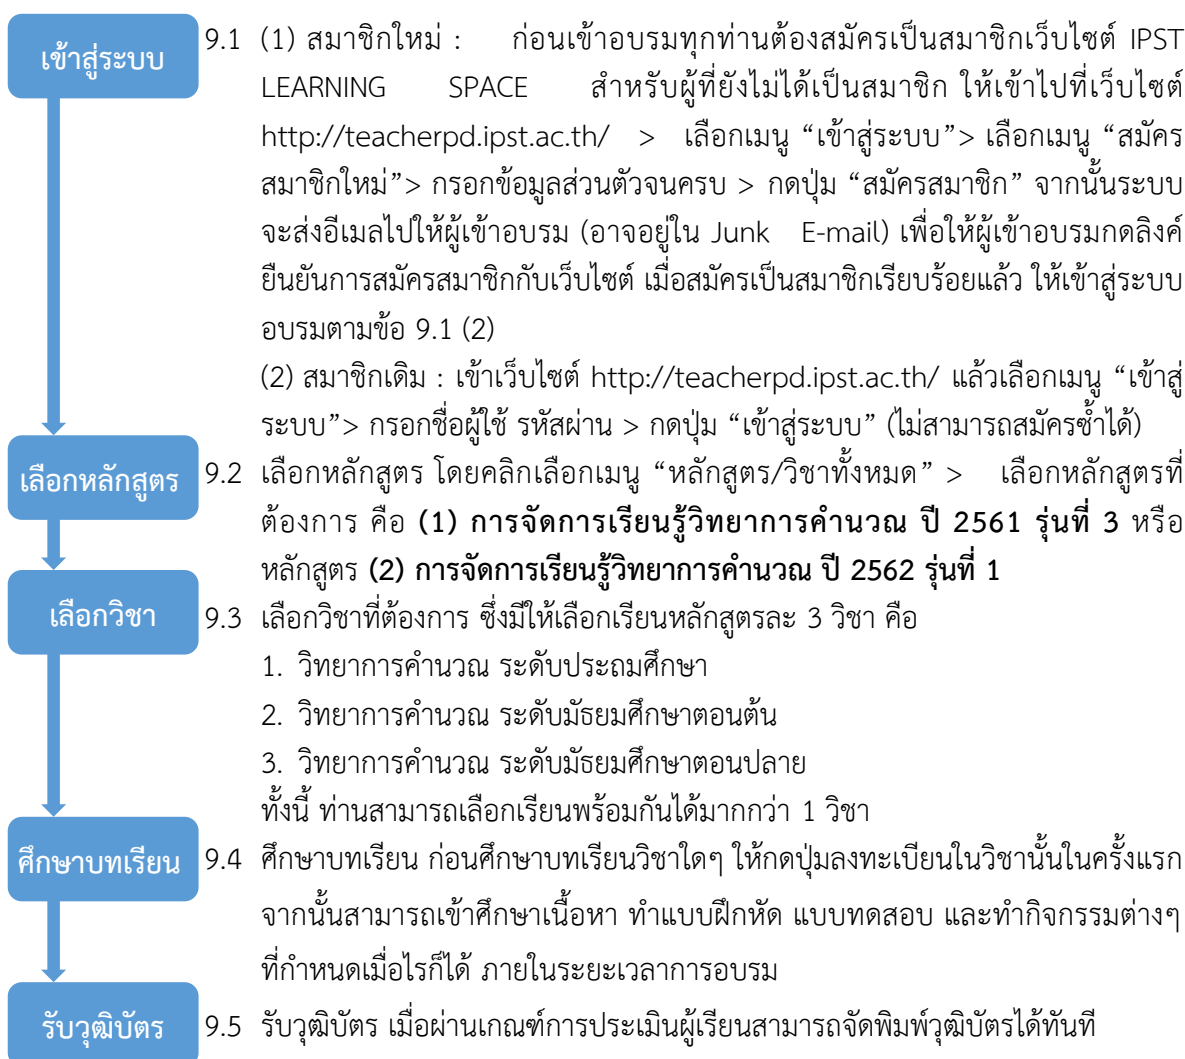 เข้าสู่ระบบ
9.1 (1) สมาชิกใหม่ : ก่อนเข้าอบรมทุกท่านต้องสมัครเป็นสมาชิกเว็บไซต์ IPST
LEARNING SPACE สำหรับผู้ที่ยังไม่ได้เป็นสมาชิก ให้เข้าไปที่เว็บไซต์
http://teacherpd.ipst.ac.th/ > เลือกเมนู “เข้าสู่ระบบ”> เลือกเมนู “สมัคร
สมาชิกใหม่”> กรอกข้อมูลส่วนตัวจนครบ > กดปุ่ม “สมัครสมาชิก” จากนั้นระบบ
จะส่งอีเมลไปให้ผู้เข้าอบรม (อาจอยู่ใน Junk E-mail) เพื่อให้ผู้เข้าอบรมกดลิงค์
ยืนยันการสมัครสมาชิกกับเว็บไซต์ เมื่อสมัครเป็นสมาชิกเรียบร้อยแล้ว ให้เข้าสู่ระบบ
อบรมตามข้อ 9.1 (2)
(2) สมาชิกเดิม : เข้าเว็บไซต์ http://teacherpd.ipst.ac.th/ แล้วเลือกเมนู “เข้าสู่
ระบบ”> กรอกชื่อผู้ใช้ รหัสผ่าน > กดปุ่ม “เข้าสู่ระบบ” (ไม่สามารถสมัครซ้ำได้)
เลือกหลักสูตร
9.2 เลือกหลักสูตร โดยคลิกเลือกเมนู “หลักสูตร/วิชาทั้งหมด” > เลือกหลักสูตรที่
ต้องการ คือ (1) การจัดการเรียนรู้วิทยาการคำนวณ ปี 2561 รุ่นที่ 3 หรือ
หลักสูตร (2) การจัดการเรียนรู้วิทยาการคำนวณ ปี 2562 รุ่นที่ 1
เลือกวิชา
9.3 เลือกวิชาที่ต้องการ ซึ่งมีให้เลือกเรียนหลักสูตรละ 3 วิชา คือ
1. วิทยาการคำนวณ ระดับประถมศึกษา
2. วิทยาการคำนวณ ระดับมัธยมศึกษาตอนต้น
3. วิทยาการคำนวณ ระดับมัธยมศึกษาตอนปลาย
ทั้งนี้ ท่านสามารถเลือกเรียนพร้อมกันได้มากกว่า 1 วิชา
ศึกษาบทเรียน
9.4 ศึกษาบทเรียน ก่อนศึกษาบทเรียนวิชาใดๆ ให้กดปุ่มลงทะเบียนในวิชานั้นในครั้งแรก
จากนั้นสามารถเข้าศึกษาเนื้อหา ทำแบบฝึกหัด แบบทดสอบ และทำกิจกรรมต่างๆ
ที่กำหนดเมื่อไรก็ได้ ภายในระยะเวลาการอบรม
รับวุฒิบัตร
9.5 รับวุฒิบัตร เมื่อผ่านเกณฑ์การประเมินผู้เรียนสามารถจัดพิมพ์วุฒิบัตรได้ทันที